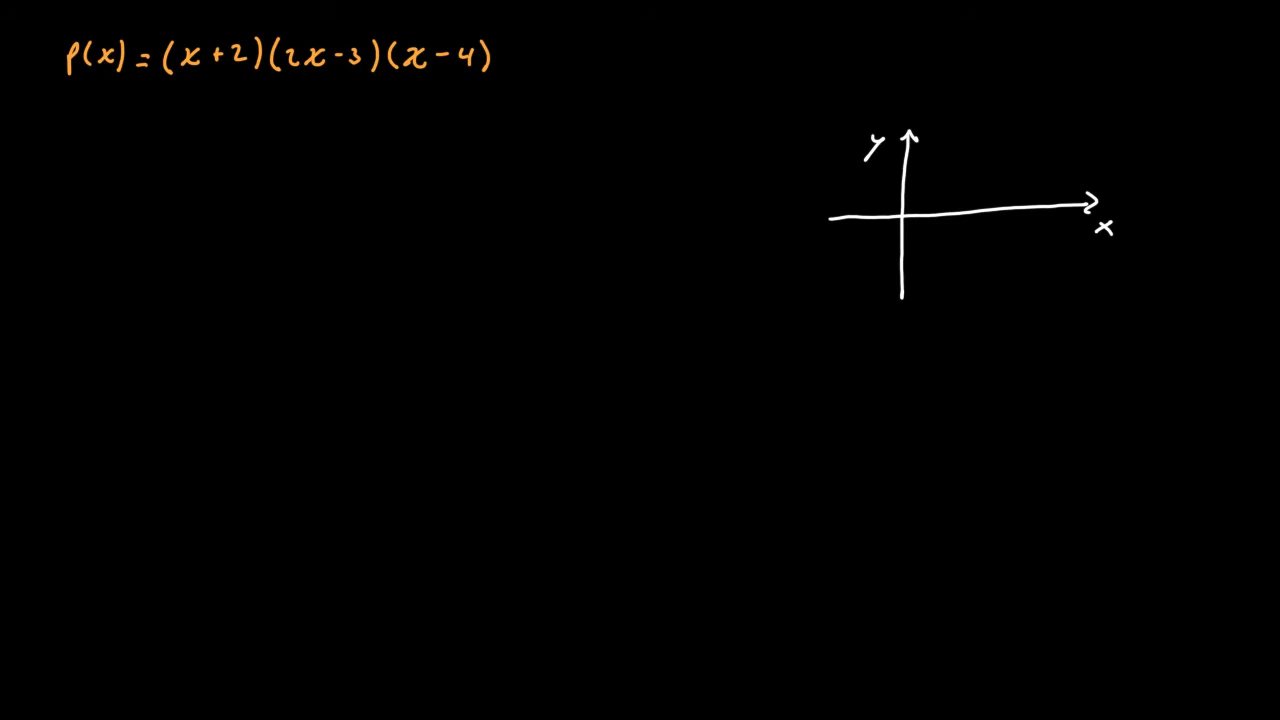 p(x) = (x+2)(2x-3)(x-4)
y
x